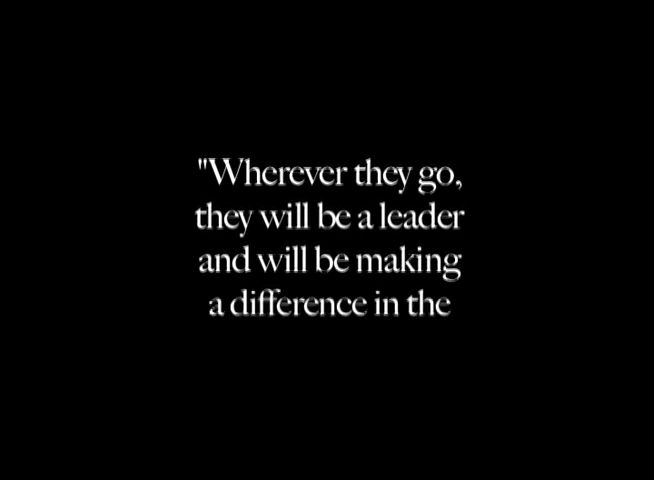 "Wherever they go,
they will be a leader
and will be making
a difference in the